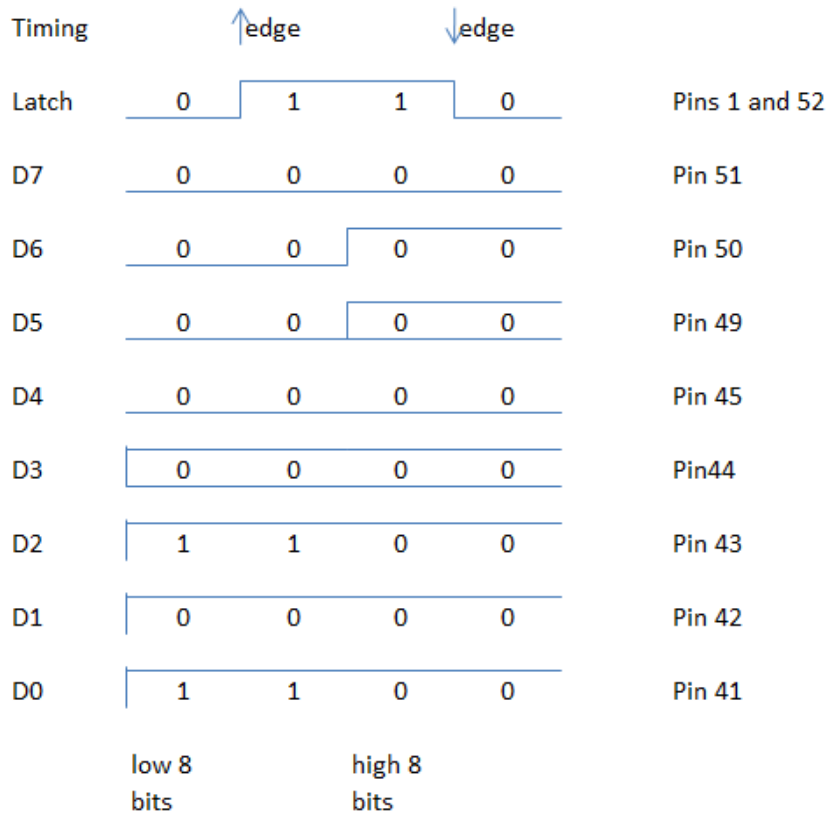 Timing edge edge
Latch 0 1 1 0 Pins 1 and 52
D7 0 0 0 0 Pin 51
D6 0 0 0 0 Pin 50
D5 0 0 0 0 Pin 49
D4 0 0 0 0 Pin 45
D3 0 0 0 0 Pin44
D2 1 1 0 0 Pin 43
D1 0 0 0 0 Pin 42
D0 1 1 0 0 Pin 41
low 8 high 8
bits bits